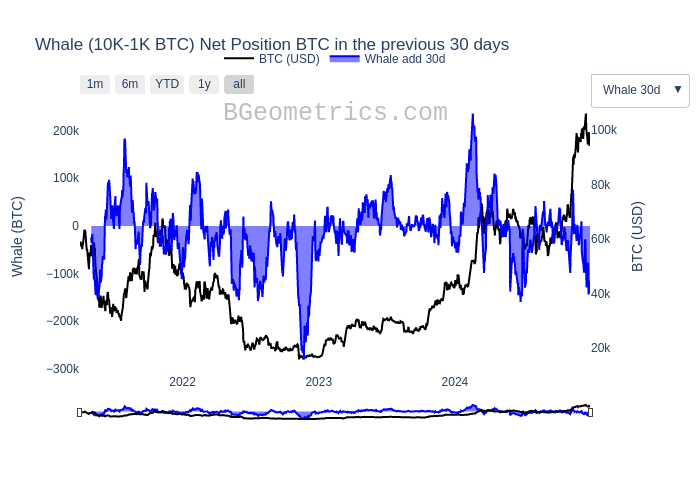 Whale (10K-1K BTC) Net Position BTC in the previous 30 days
BTC (USD) Whale add 30d
1m 6m YTD 1y all
Whale 30d ▼
BGeometrics.com
200k
100k
0
−100k
−200k
−300k
Whale (BTC)
100k
80k
60k
40k
20k
BTC (USD)
2022 2023 2024